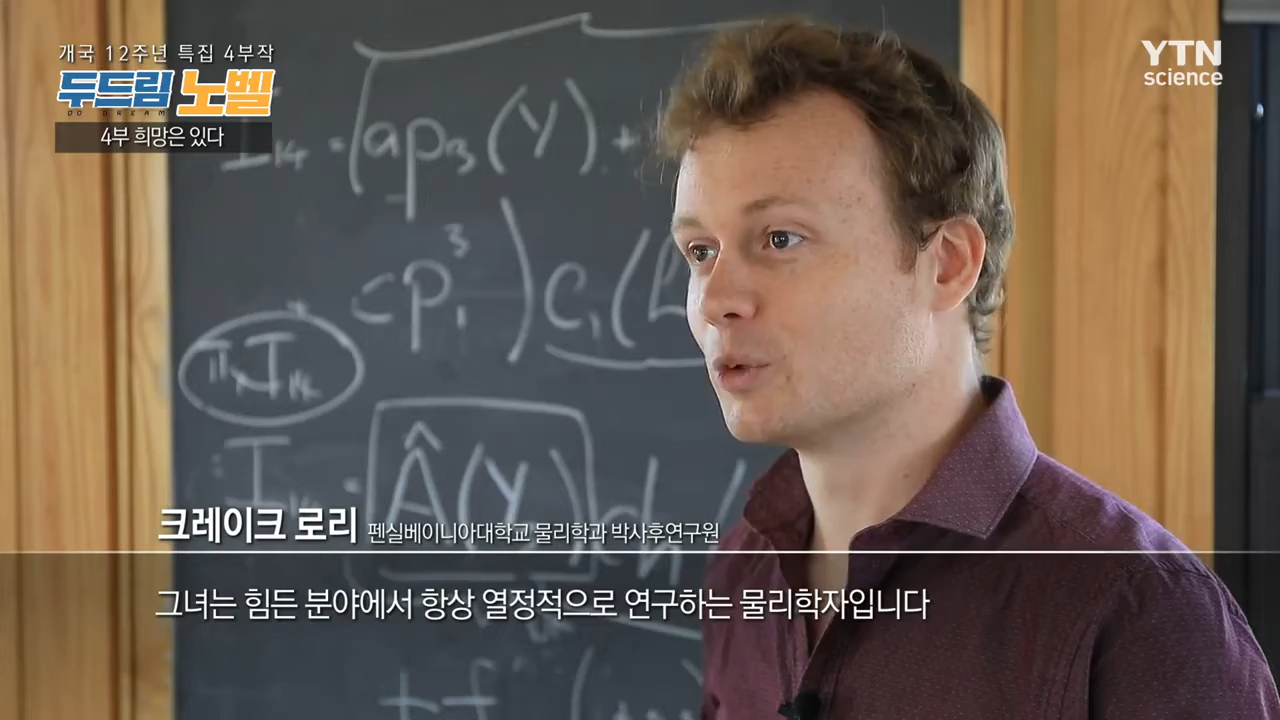 개국 12주년 특집 4부작
두드림 노벨
DO DREAM
4부 희망은 있다
YTN
science
ap₁₃(Y)
cp₁³) c₁(
Â(Y) ch
크레이크 로리 펜실베이니아대학교 물리학과 박사후연구원
그녀는 힘든 분야에서 항상 열정적으로 연구하는 물리학자입니다